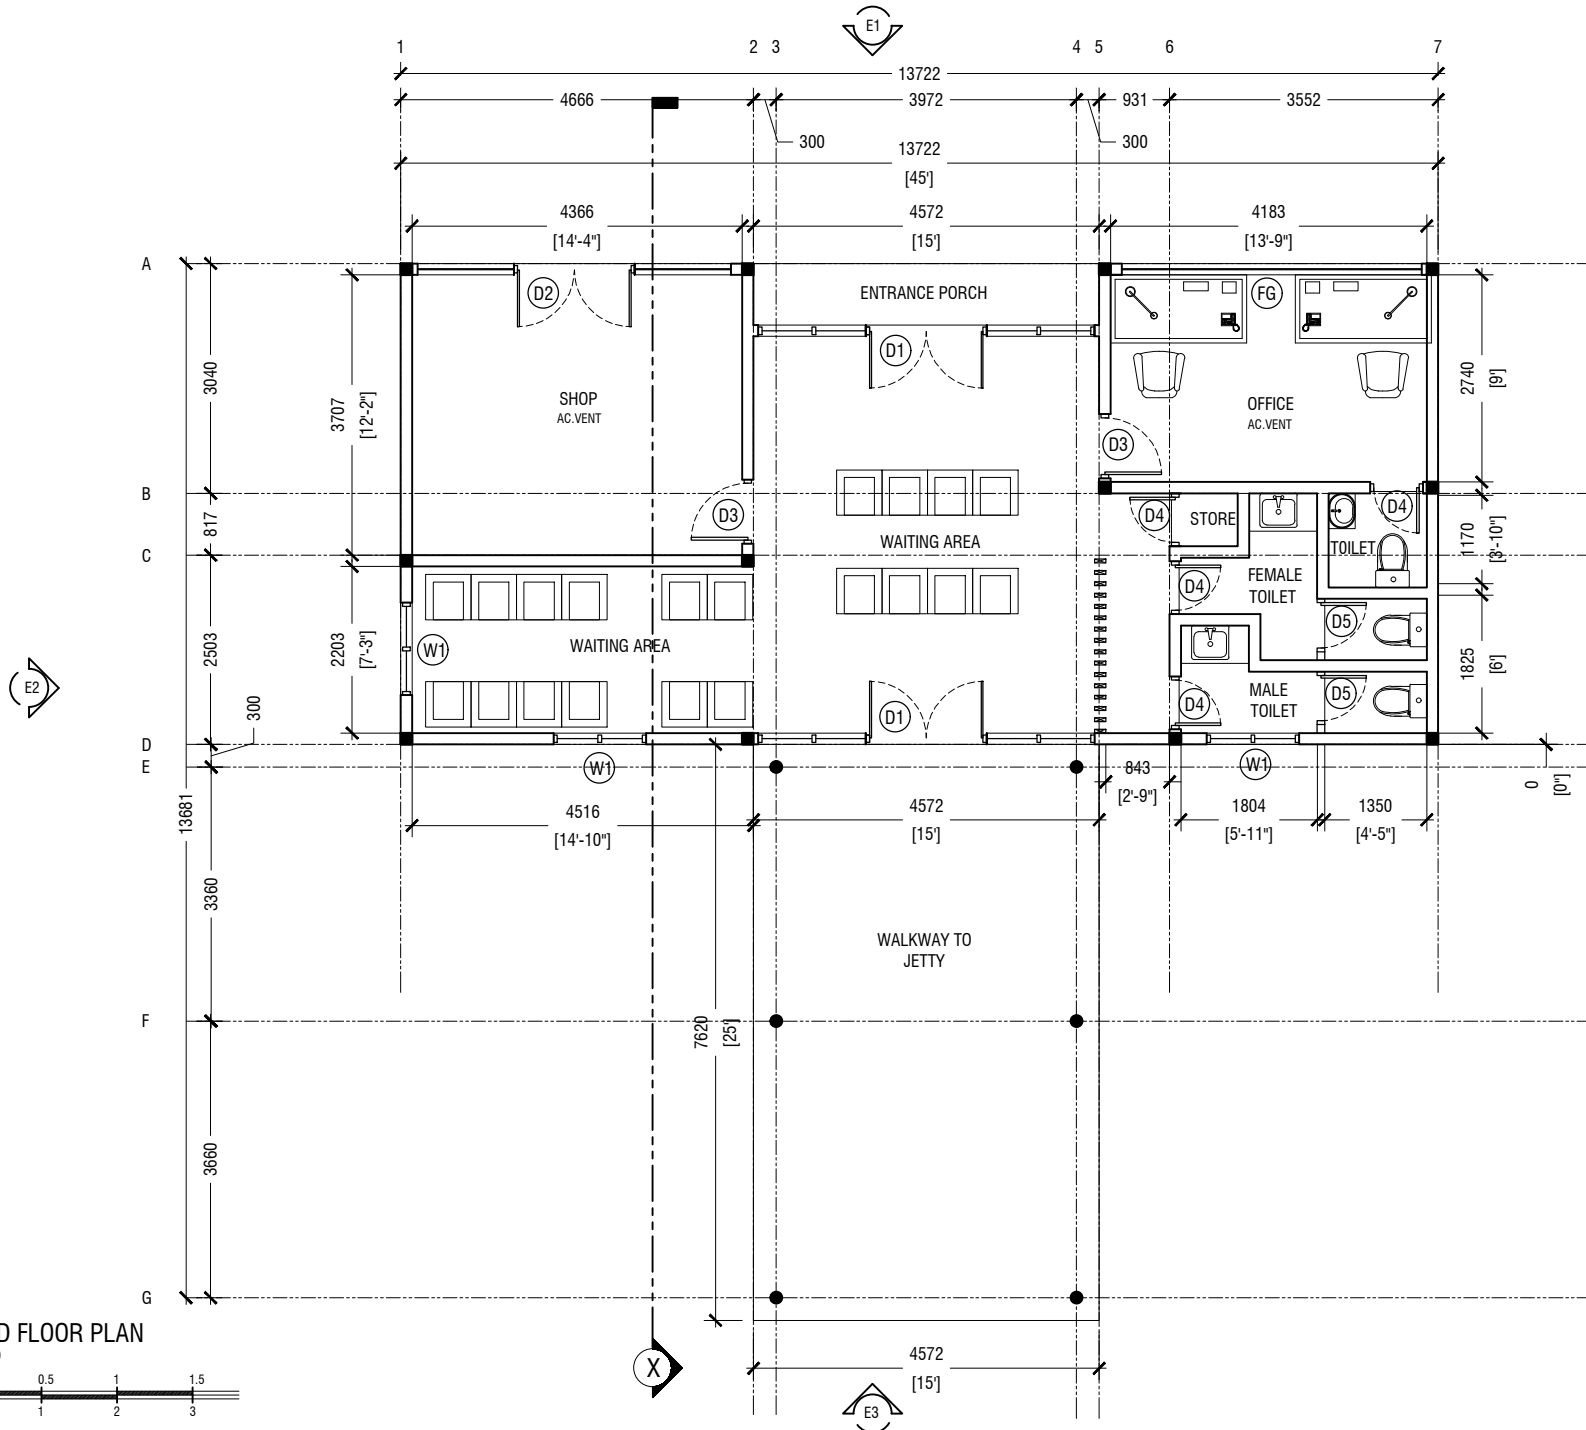 E1
1 2 3 4 5 6 7
13722
4666 3972 931 3552
300 300
13722
[45']
4366 4572 4183
[14'-4"] [15'] [13'-9"]
A
ENTRANCE PORCH
D2
FG
D1
3040
3707
[12'-2"]
2740
[9']
SHOP
AC.VENT
OFFICE
AC.VENT
D3
B
817
D3
D4
STORE
D4
1170
[3'-10"]
C
WAITING AREA
TOILET
D4
FEMALE
TOILET
D5
2503
2203
[7'-3"]
W1
WAITING AREA
1825
[6']
E2
300
D1
D4
MALE
TOILET
D5
D
E
W1
W1
843
[2'-9"]
0
[0"]
13681
4516
[14'-10"]
4572
[15']
1804
[5'-11"]
1350
[4'-5"]
3360
WALKWAY TO
JETTY
F
7620
[25']
3660
G
D FLOOR PLAN
0.5 1 1.5
1 2 3
X
4572
[15']
E3